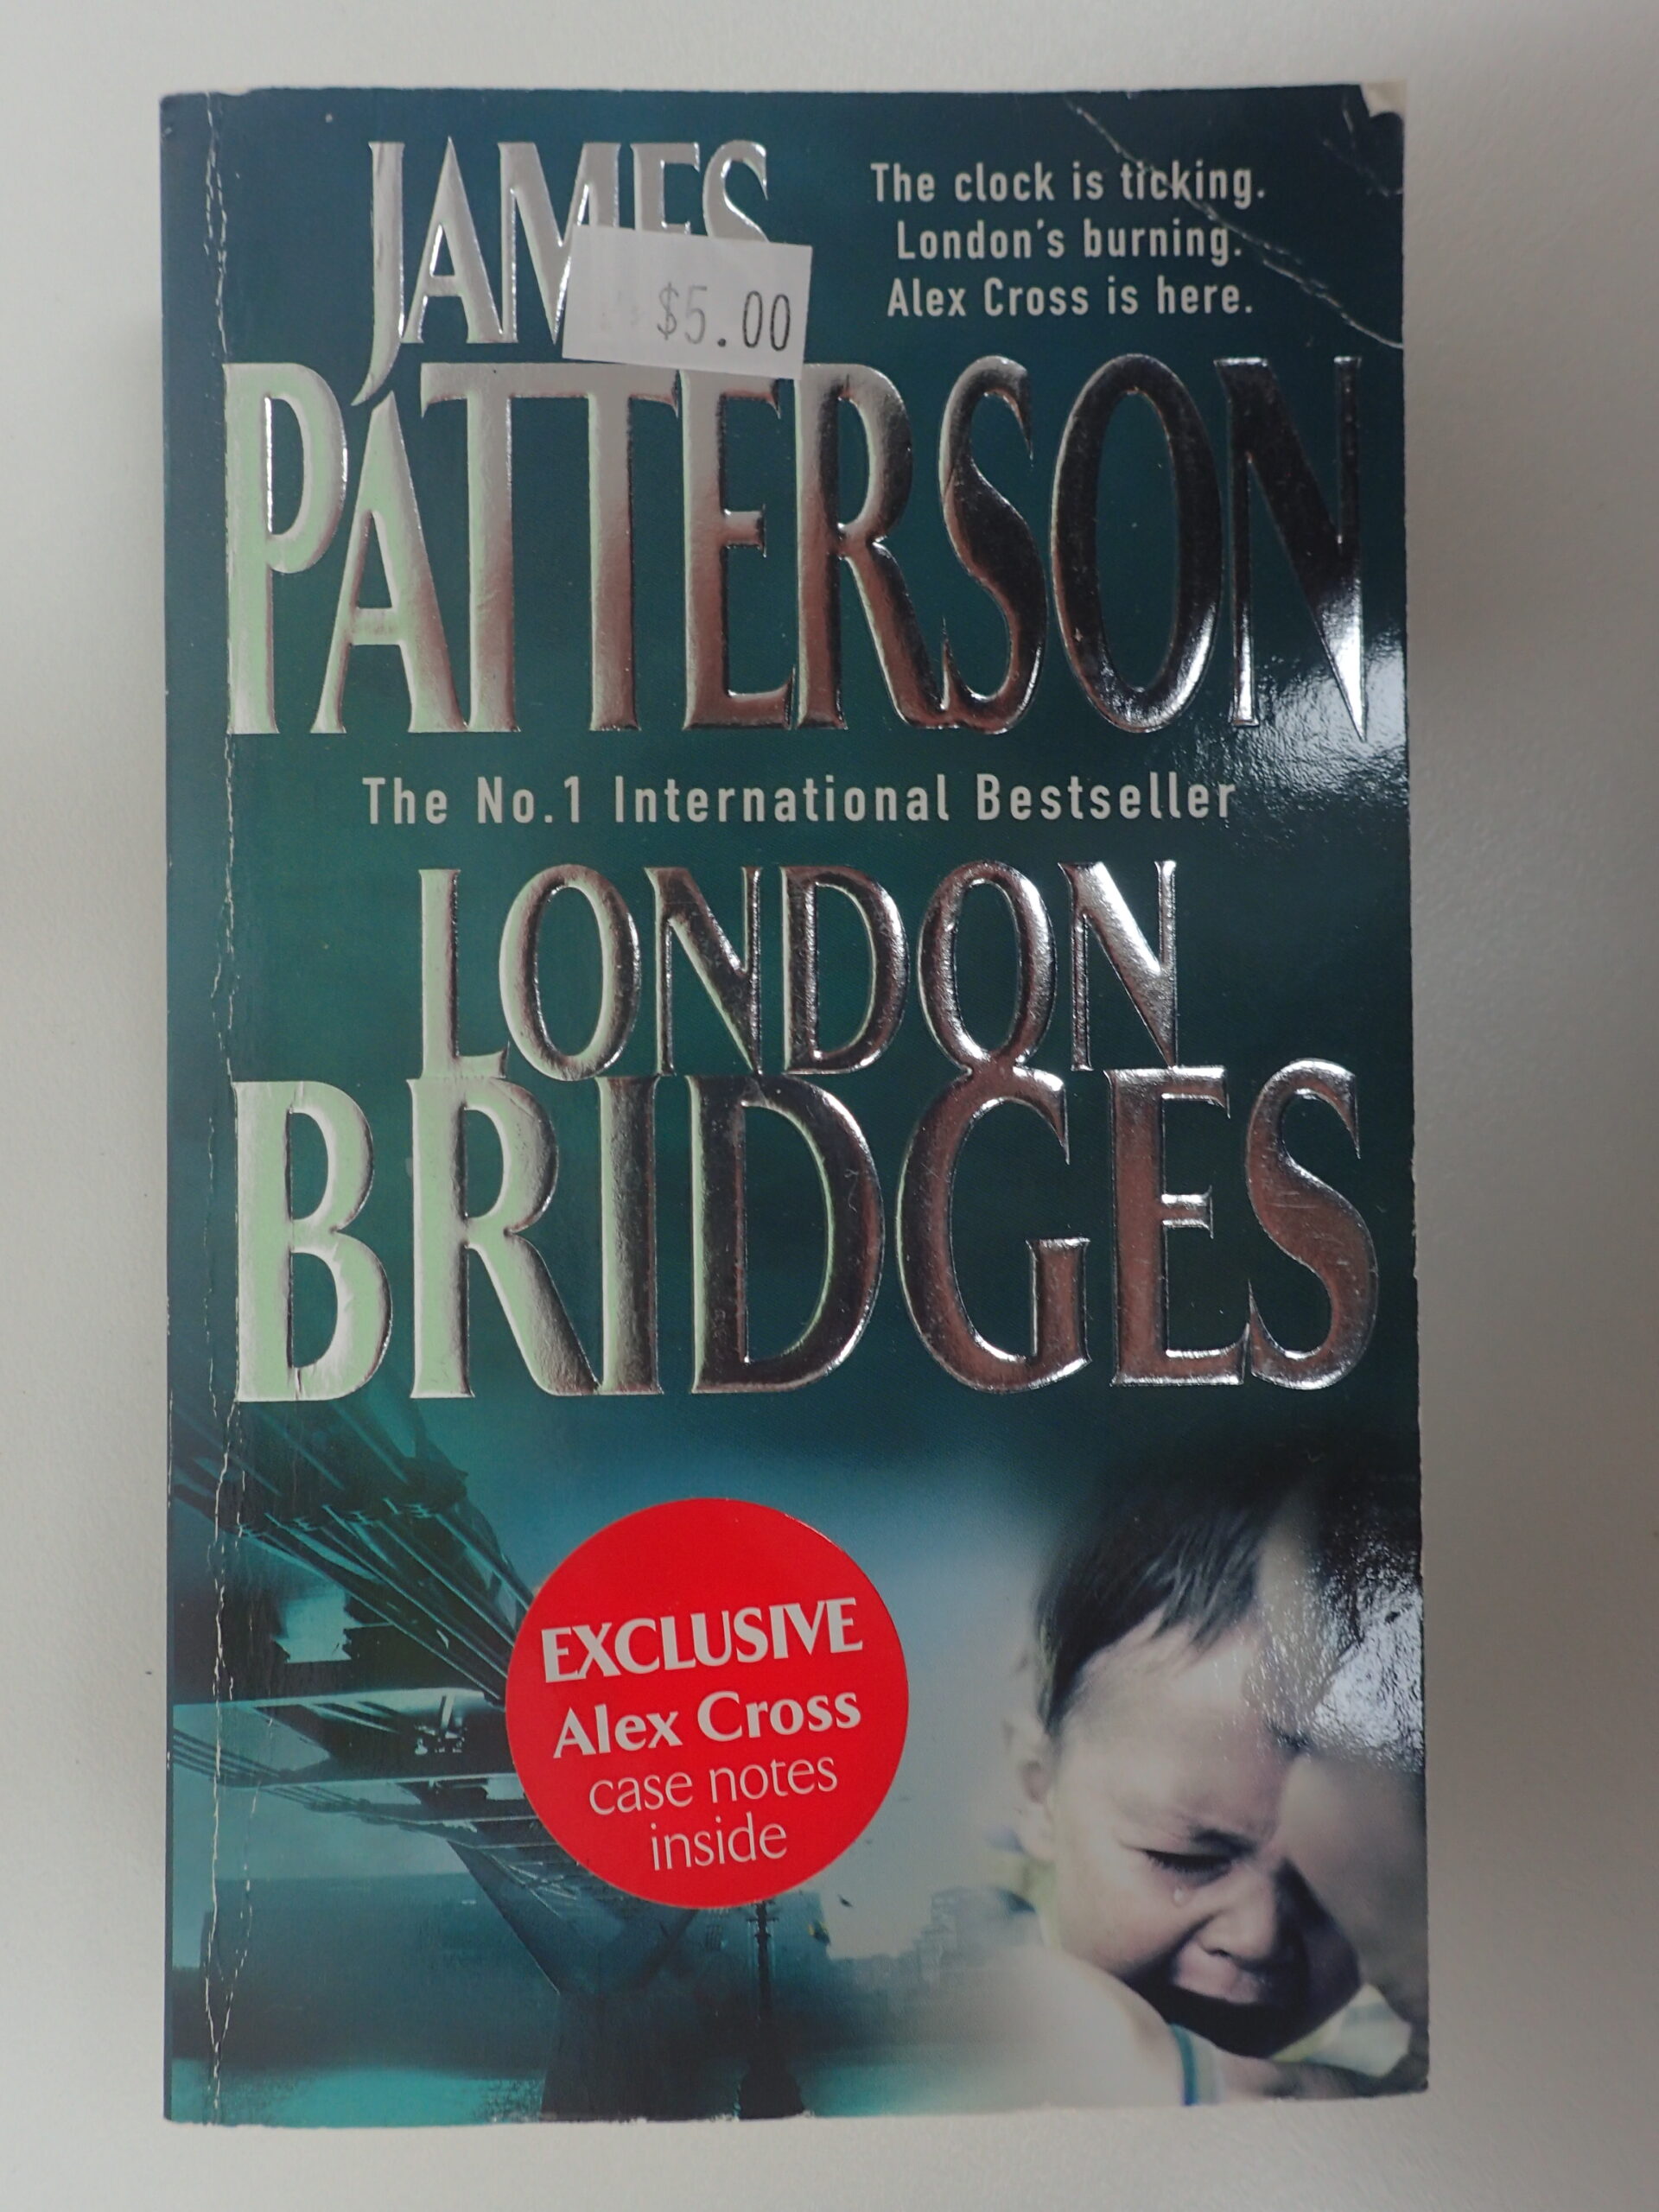 JAMES
$5.00
PATTERSON
The clock is ticking.
London's burning.
Alex Cross is here.
The No.1 International Bestseller
LONDON
BRIDGES
EXCLUSIVE
Alex Cross
case notes
inside